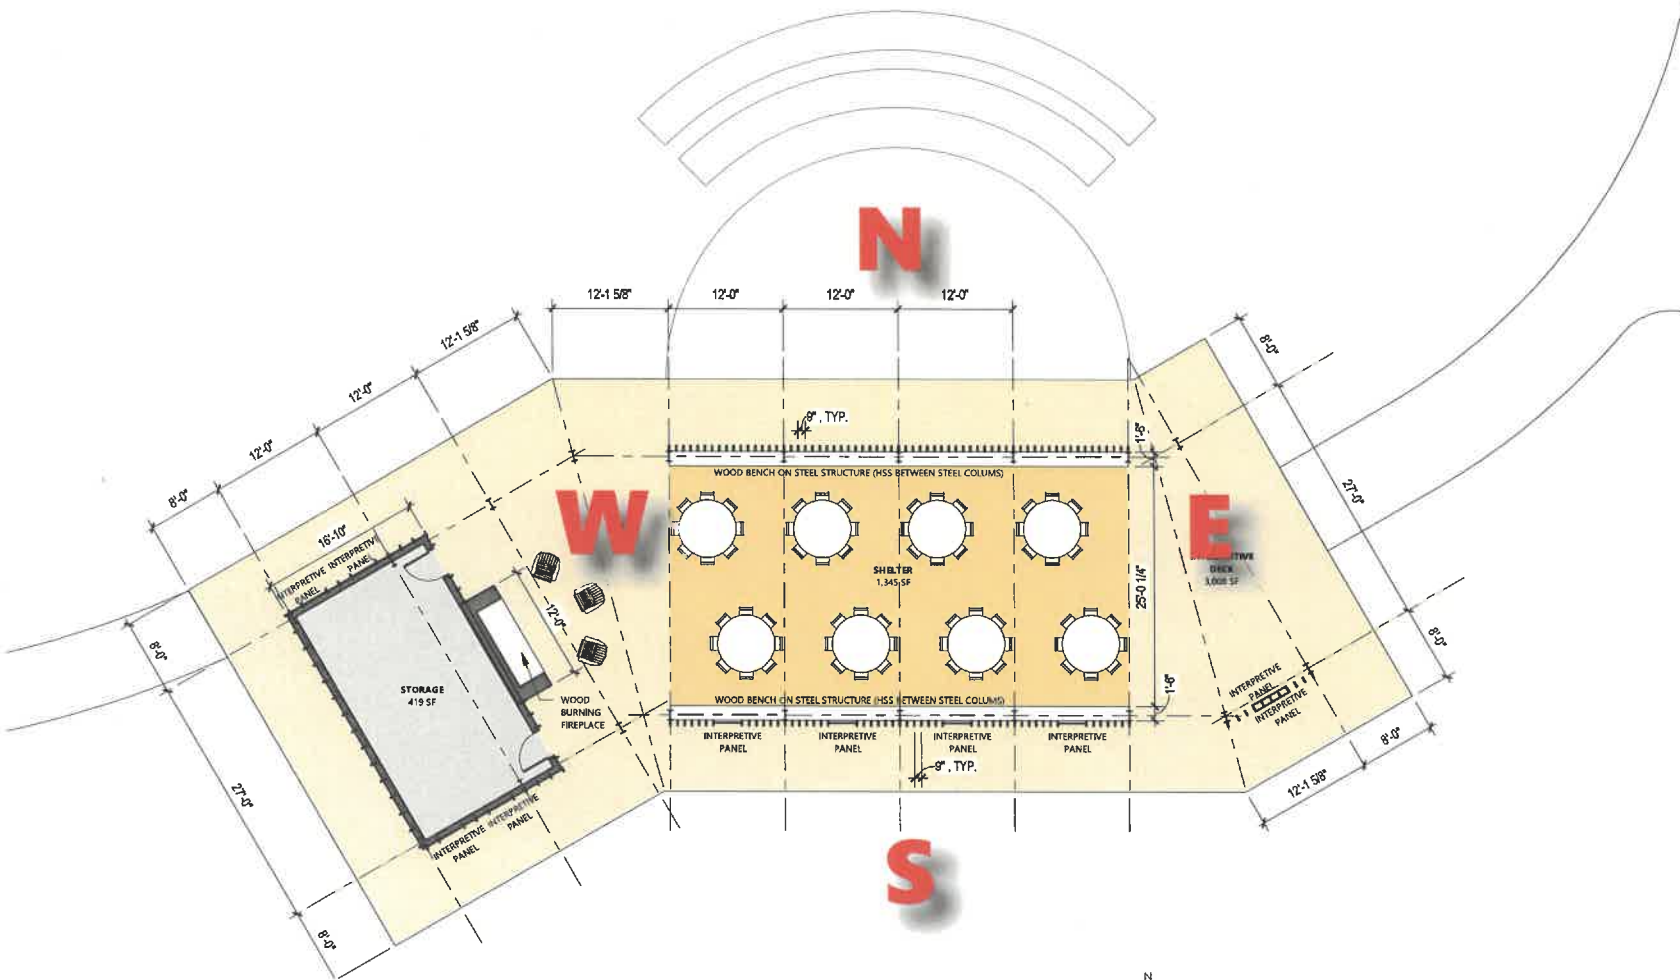 N
12'-1 5/8"
12'-0"
12'-0"
12'-0"
12'-1 5/8"
12'-0"
12'-0"
8'-0"
16'-10"
8'-0"
27'-0"
8'-0"
9", TYP.
1'-6"
WOOD BENCH ON STEEL STRUCTURE (HSS BETWEEN STEEL COLUMS)
W
E
INTERPRETIVE
PANEL
INTERPRETIVE
PANEL
12'-0"
SHELTER
1,345 SF
25'-0 1/4"
DECK
8'-0"
8'-0"
27'-0"
8'-0"
STORAGE
419 SF
WOOD
BURNING
FIREPLACE
WOOD BENCH ON STEEL STRUCTURE (HSS BETWEEN STEEL COLUMS)
1'-6"
INTERPRETIVE
PANEL
INTERPRETIVE
PANEL
INTERPRETIVE
PANEL
INTERPRETIVE
PANEL
INTERPRETIVE
PANEL
INTERPRETIVE
PANEL
9", TYP.
8'-0"
12'-1 5/8"
INTERPRETIVE
PANEL
INTERPRETIVE
PANEL
S
N